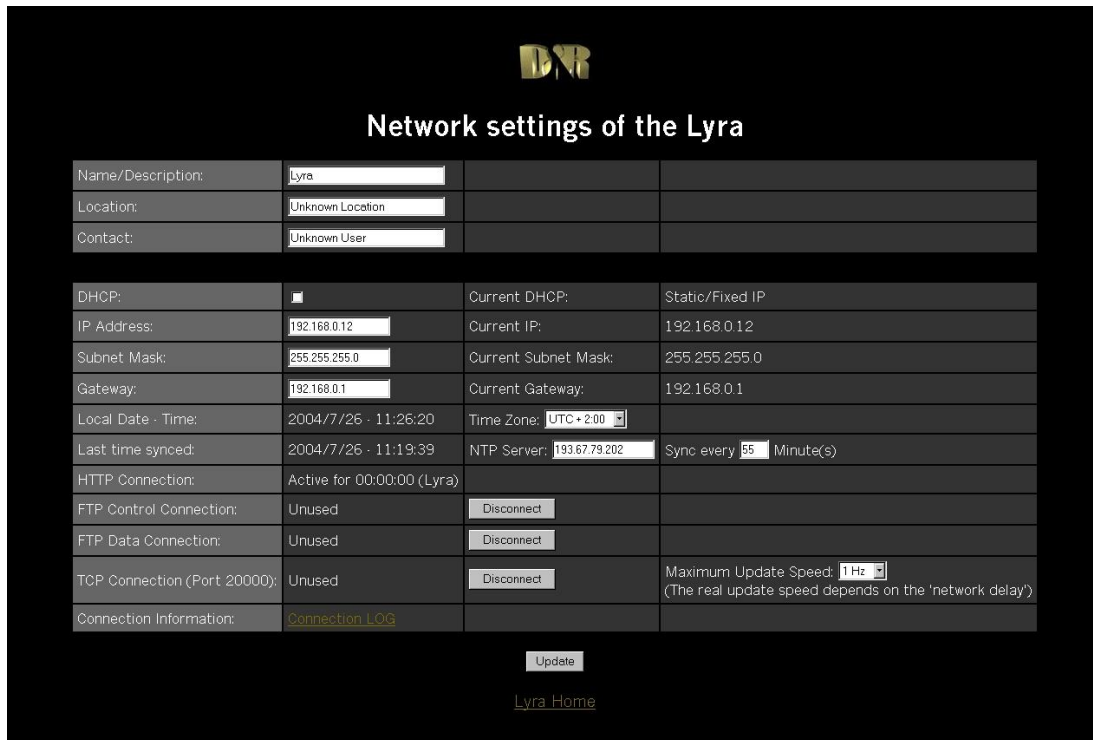 DNR
Network settings of the Lyra
Name/Description: Lyra
Location: Unknown Location
Contact: Unknown User
DHCP: Current DHCP: Static/Fixed IP
IP Address: 192.168.0.12 Current IP: 192.168.0.12
Subnet Mask: 255.255.255.0 Current Subnet Mask: 255.255.255.0
Gateway: 192.168.0.1 Current Gateway: 192.168.0.1
Local Date - Time: 2004/7/26 - 11:26:20 Time Zone: UTC + 2:00
Last time synced: 2004/7/26 - 11:19:39 NTP Server: 193.67.79.202 Sync every 55 Minute(s)
HTTP Connection: Active for 00:00:00 (Lyra)
FTP Control Connection: Unused Disconnect
FTP Data Connection: Unused Disconnect
TCP Connection (Port 20000): Unused Disconnect Maximum Update Speed: 1 Hz
(The real update speed depends on the 'network delay')
Connection Information: Connection LOG
Update
Lyra Home